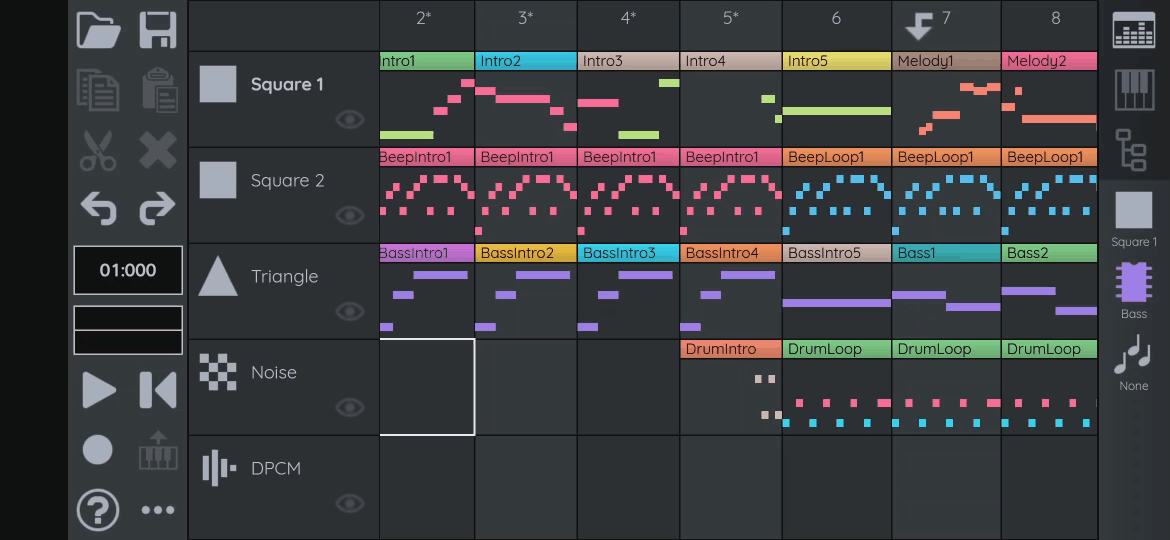 2* 3* 4* 5* 6 7 8
Intro1 Intro2 Intro3 Intro4 Intro5 Melody1 Melody2
Square 1
BeepIntro1 BeepIntro1 BeepIntro1 BeepIntro1 BeepLoop1 BeepLoop1 BeepLoop1
Square 2
Square 1
BassIntro1 BassIntro2 BassIntro3 BassIntro4 BassIntro5 Bass1 Bass2
01:000
Triangle
Bass
DrumIntro DrumLoop DrumLoop DrumLoop
Noise
None
DPCM